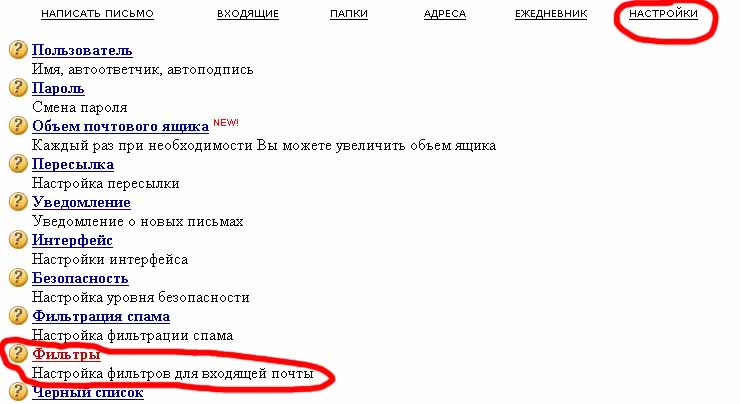 НАПИСАТЬ ПИСЬМО ВХОДЯЩИЕ ПАПКИ АДРЕСА ЕЖЕДНЕВНИК НАСТРОЙКИ
? Пользователь
Имя, автоответчик, автоподпись
? Пароль
Смена пароля
? Объем почтового ящика NEW!
Каждый раз при необходимости Вы можете увеличить объем ящика
? Пересылка
Настройка пересылки
? Уведомление
Уведомление о новых письмах
? Интерфейс
Настройки интерфейса
? Безопасность
Настройка уровня безопасности
? Фильтрация спама
Настройка фильтрации спама
? Фильтры
Настройка фильтров для входящей почты
? Черный список